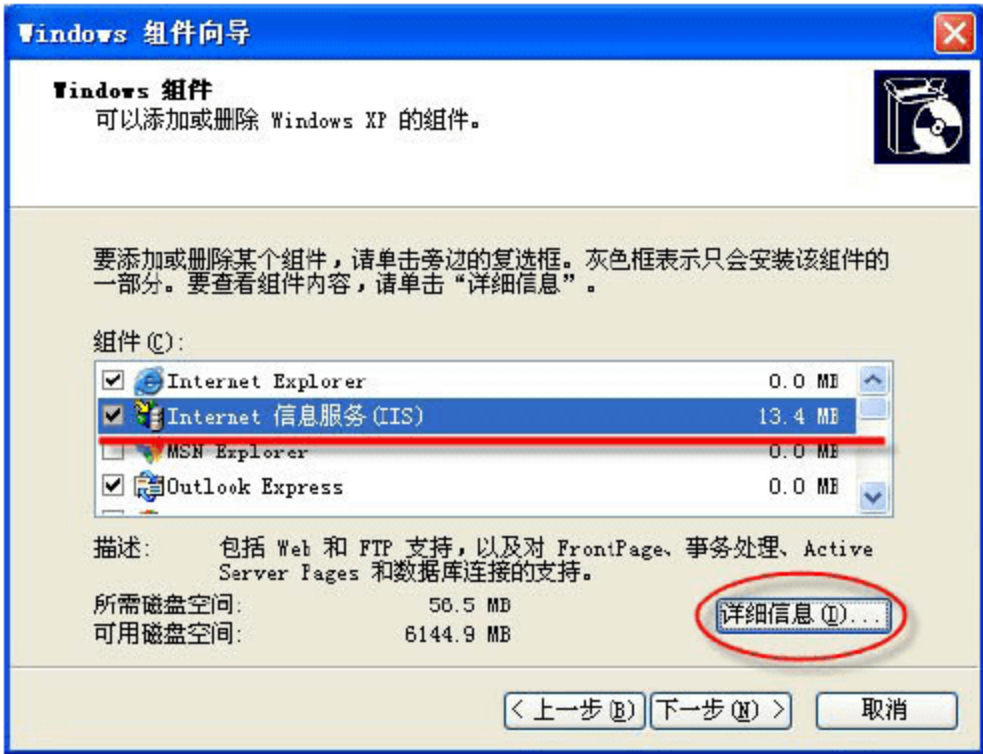 Windows 组件向导
Windows 组件
可以添加或删除 Windows XP 的组件。
要添加或删除某个组件，请单击旁边的复选框。灰色框表示只会安装该组件的
一部分。要查看组件内容，请单击“详细信息”。
组件(C):
Internet Explorer 0.0 MB
Internet 信息服务(IIS) 13.4 MB
MSN Explorer 0.0 MB
Outlook Express 0.0 MB
描述: 包括 Web 和 FTP 支持，以及对 FrontPage、事务处理、Active
Server Pages 和数据库连接的支持。
所需磁盘空间: 56.5 MB
可用磁盘空间: 6144.9 MB
详细信息(D)...
< 上一步(B) 下一步(N) > 取消